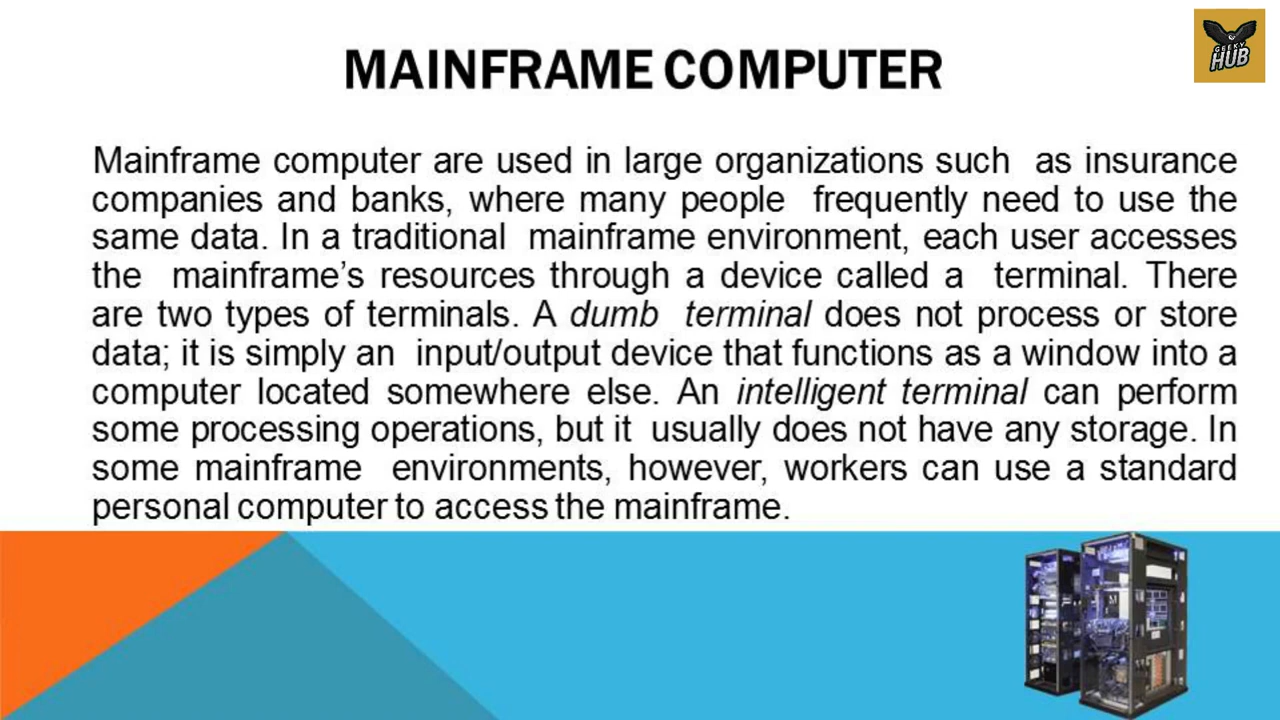 GEEKY
HUB
MAINFRAME COMPUTER
Mainframe computer are used in large organizations such as insurance
companies and banks, where many people frequently need to use the
same data. In a traditional mainframe environment, each user accesses
the mainframe’s resources through a device called a terminal. There
are two types of terminals. A dumb terminal does not process or store
data; it is simply an input/output device that functions as a window into a
computer located somewhere else. An intelligent terminal can perform
some processing operations, but it usually does not have any storage. In
some mainframe environments, however, workers can use a standard
personal computer to access the mainframe.